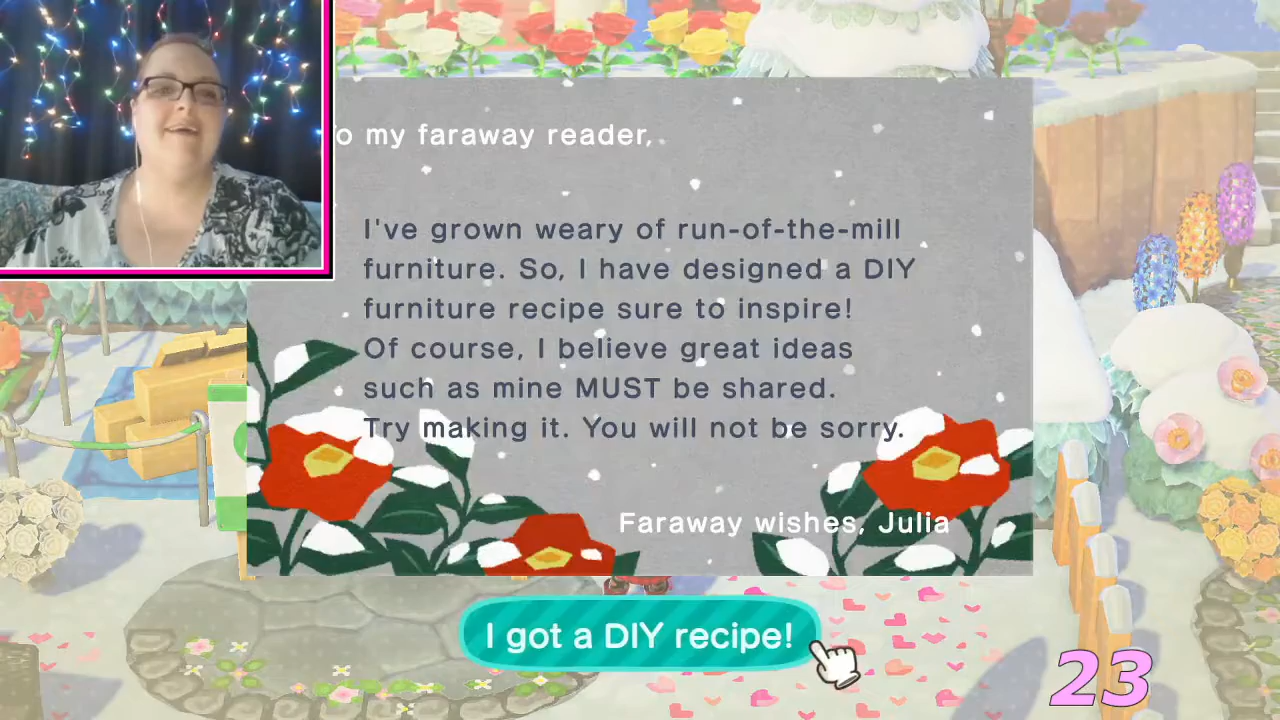 o my faraway reader,
I've grown weary of run-of-the-mill
furniture. So, I have designed a DIY
furniture recipe sure to inspire!
Of course, I believe great ideas
such as mine MUST be shared.
Try making it. You will not be sorry.
Faraway wishes, Julia
I got a DIY recipe!
23